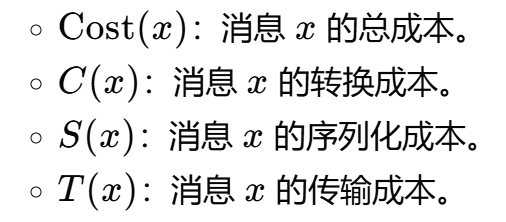 Cost(x)：消息 x 的总成本。
C(x)：消息 x 的转换成本。
S(x)：消息 x 的序列化成本。
T(x)：消息 x 的传输成本。